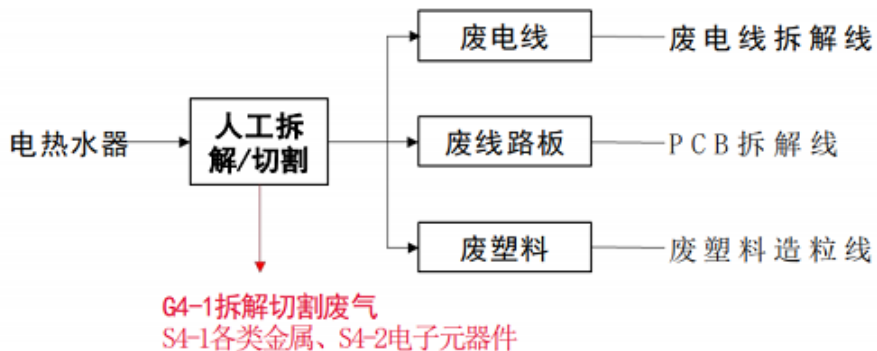 废电线
废电线拆解线
电热水器
人工拆
解/切割
废线路板
PCB拆解线
废塑料
废塑料造粒线
G4-1拆解切割废气
S4-1各类金属、S4-2电子元器件